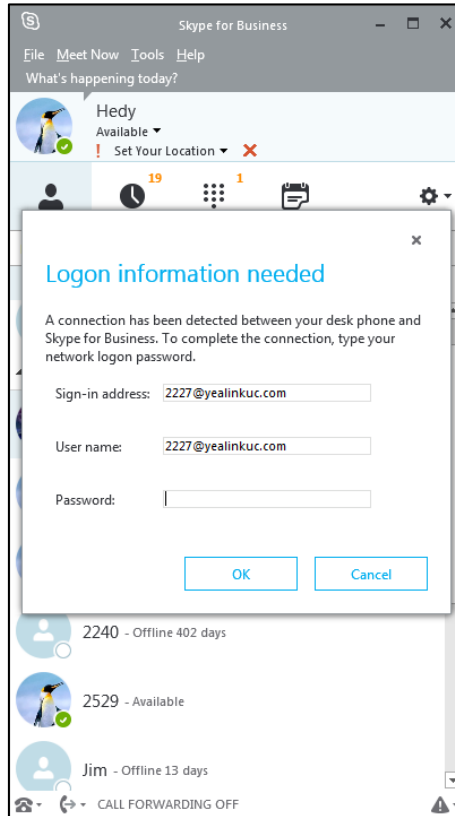 Skype for Business
File Meet Now Tools Help
What's happening today?
Hedy
Available
! Set Your Location
19 1
Logon information needed
A connection has been detected between your desk phone and
Skype for Business. To complete the connection, type your
network logon password.
Sign-in address: 2227@yealinkuc.com
User name: 2227@yealinkuc.com
Password:
OK Cancel
2240 - Offline 402 days
2529 - Available
Jim - Offline 13 days
CALL FORWARDING OFF